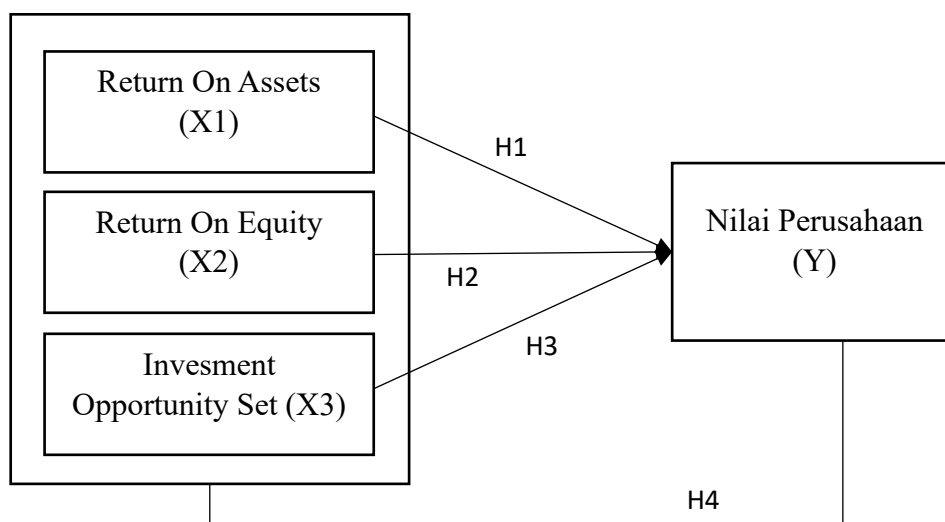 Return On Assets
(X1)
H1
Return On Equity
(X2)
H2
Nilai Perusahaan
(Y)
Invesment
Opportunity Set (X3)
H3
H4